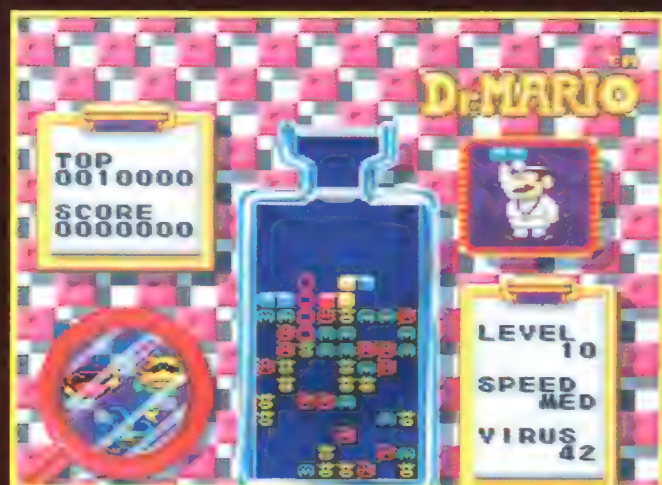 TM
Dr.MARIO
TOP
0010000
SCORE
0000000
LEVEL
10
SPEED
MED
VIRUS
42